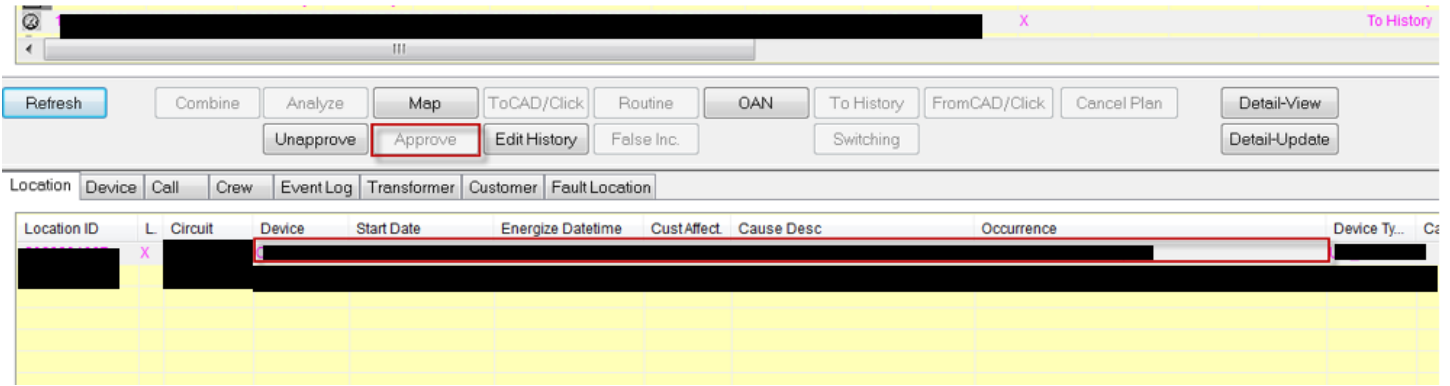 X To History
Refresh Combine Analyze Map ToCAD/Click Routine OAN To History FromCAD/Click Cancel Plan Detail-View
Unapprove Approve Edit History False Inc. Switching Detail-Update
Location Device Call Crew Event Log Transformer Customer Fault Location
Location ID L. Circuit Device Start Date Energize Datetime Cust Affect. Cause Desc Occurrence Device Ty...
X